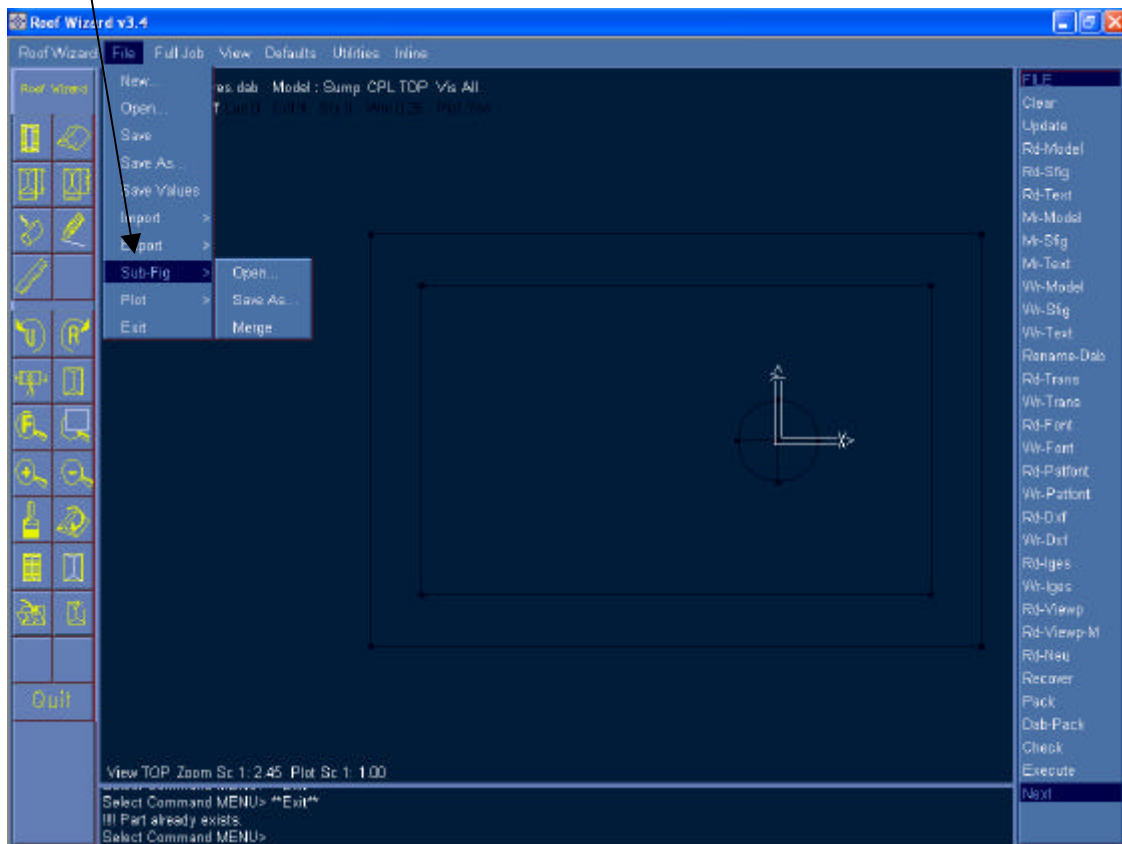 Roof Wizard v3.4
Roof Wizard File Full Job View Defaults Utilities Inline
Roof Wizard
New...
Open...
Save
Save As...
Save Values
Import >
Export >
Sub-Fig >
Plot >
Exit
Open...
Save As...
Merge
es.dab Model : Sump CPL TOP Vis All
U
R
F
Quit
X
View TOP Zoom Sc 1: 2.45 Plot Sc 1: 1.00
Select Command MENU> **Exit**
!!! Part already exists.
Select Command MENU>
FILE
Clear
Update
Rd-Model
Rd-Sfig
Rd-Text
Mr-Model
Mr-Sfig
Mr-Text
Wr-Model
Wr-Sfig
Wr-Text
Rename-Dab
Rd-Trans
Wr-Trans
Rd-Font
Wr-Font
Rd-Patfont
Wr-Patfont
Rd-Dxf
Wr-Dxf
Rd-Iges
Wr-Iges
Rd-Viewp
Rd-Viewp-M
Rd-Neu
Recover
Pack
Dab-Pack
Check
Execute
Next